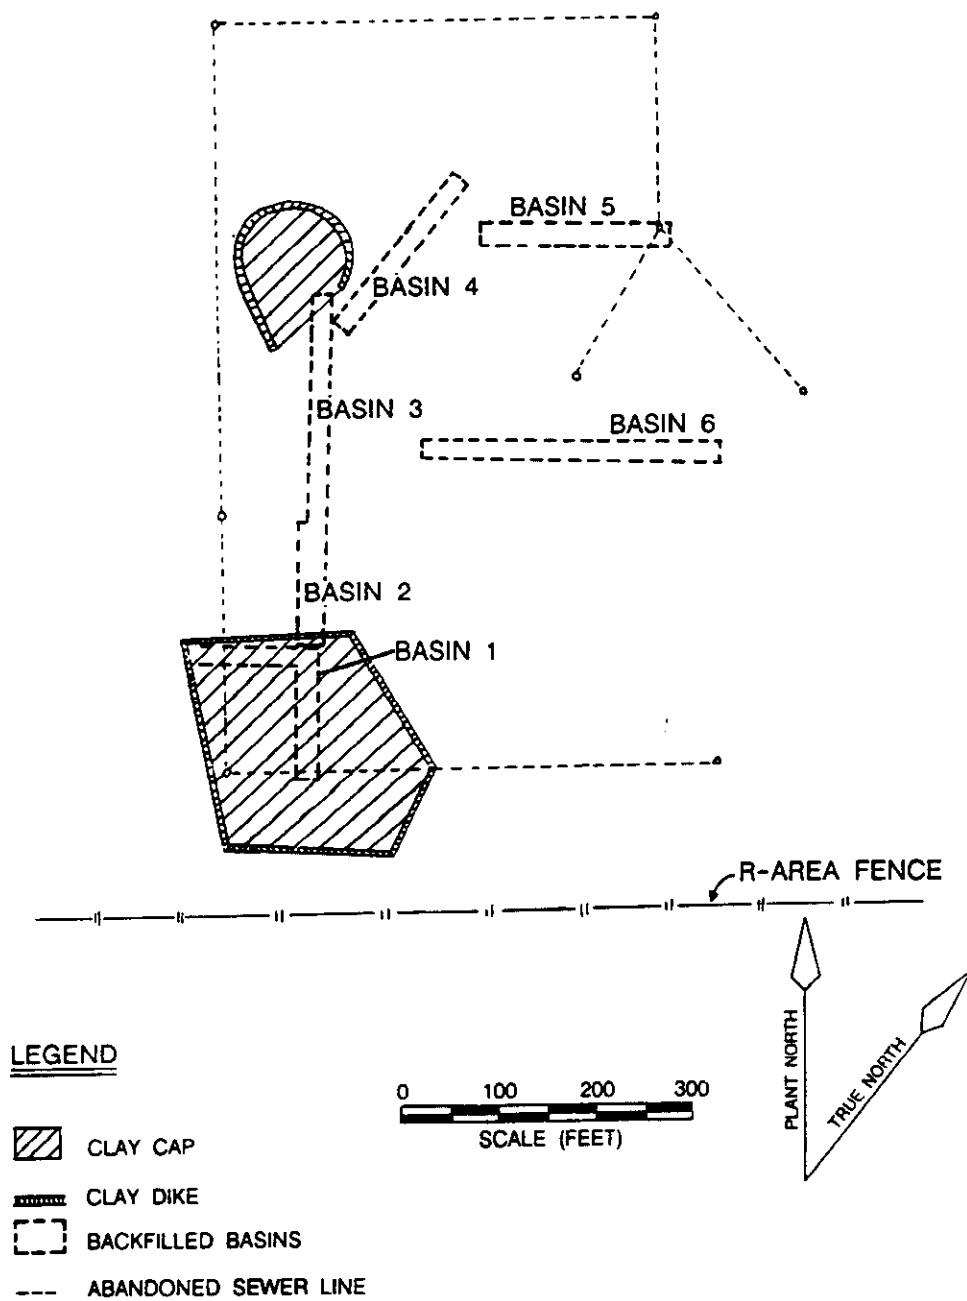 BASIN 5
BASIN 4
BASIN 3
BASIN 6
BASIN 2
BASIN 1
R-AREA FENCE
PLANT NORTH
TRUE NORTH
LEGEND
0 100 200 300
SCALE (FEET)
CLAY CAP
CLAY DIKE
BACKFILLED BASINS
ABANDONED SEWER LINE